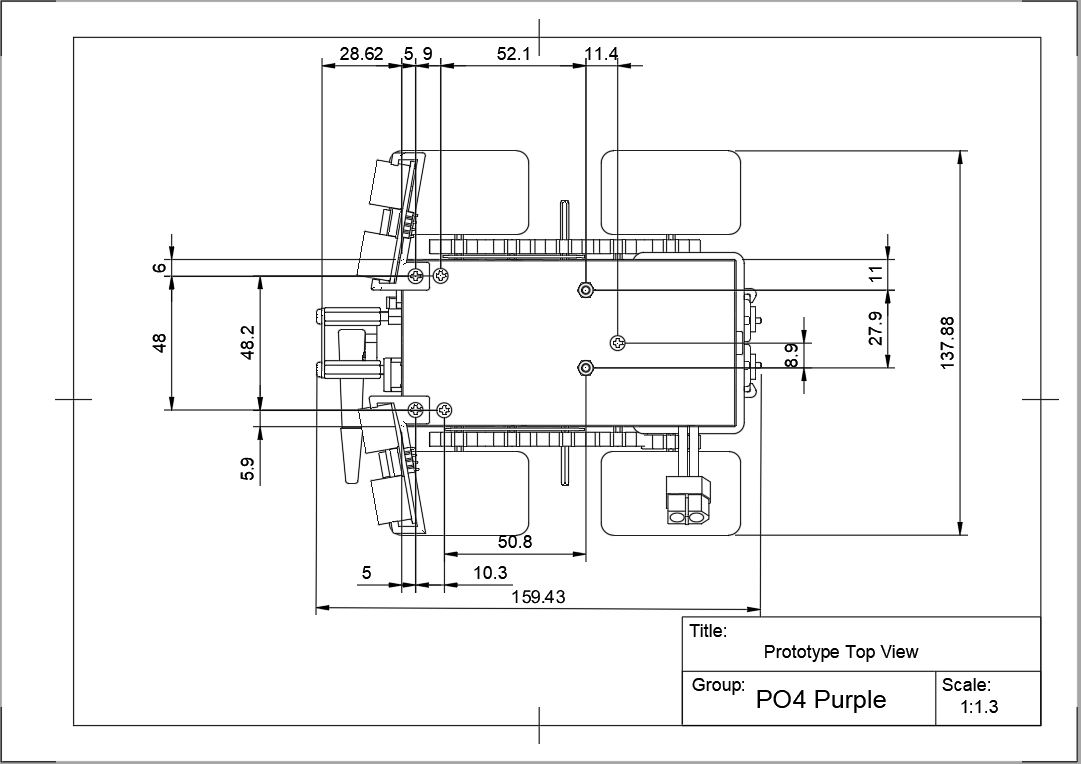 28.62 5 9 52.1 11.4
6
11
48
48.2
27.9
8.9
137.88
5.9
50.8
5 10.3
159.43
Title:
Prototype Top View
Group: PO4 Purple
Scale:
1:1.3